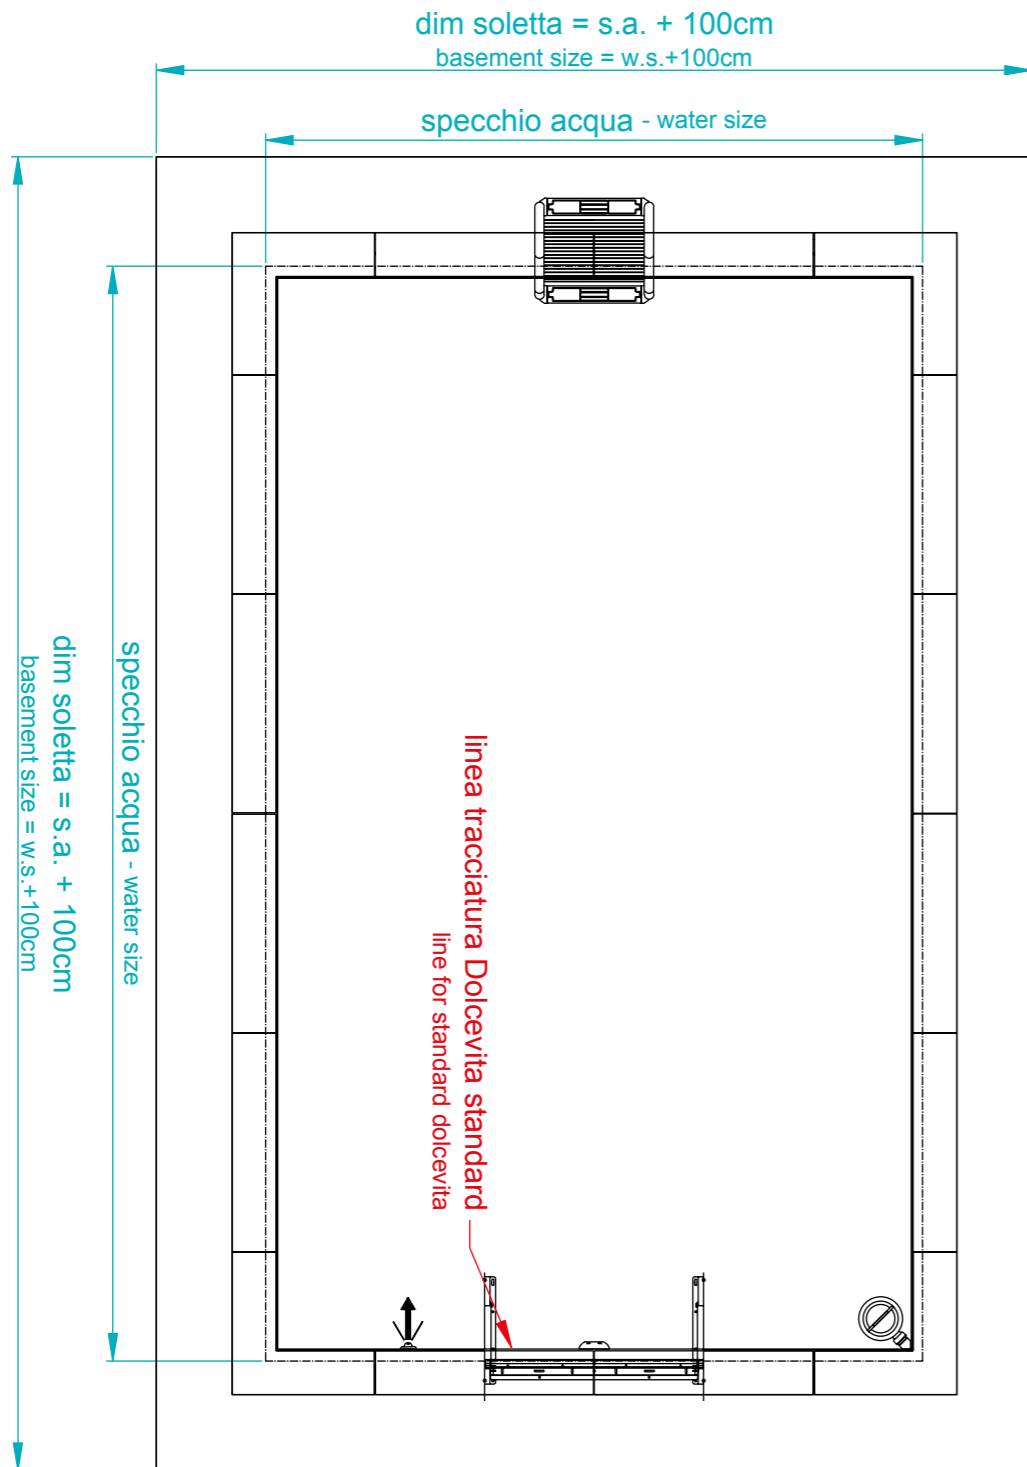 dim soletta = s.a. + 100cm
basement size = w.s.+100cm
specchio acqua - water size
specchio acqua - water size
dim soletta = s.a. + 100cm
basement size = w.s.+100cm
linea tracciatura Dolcevita standard
line for standard dolcevita